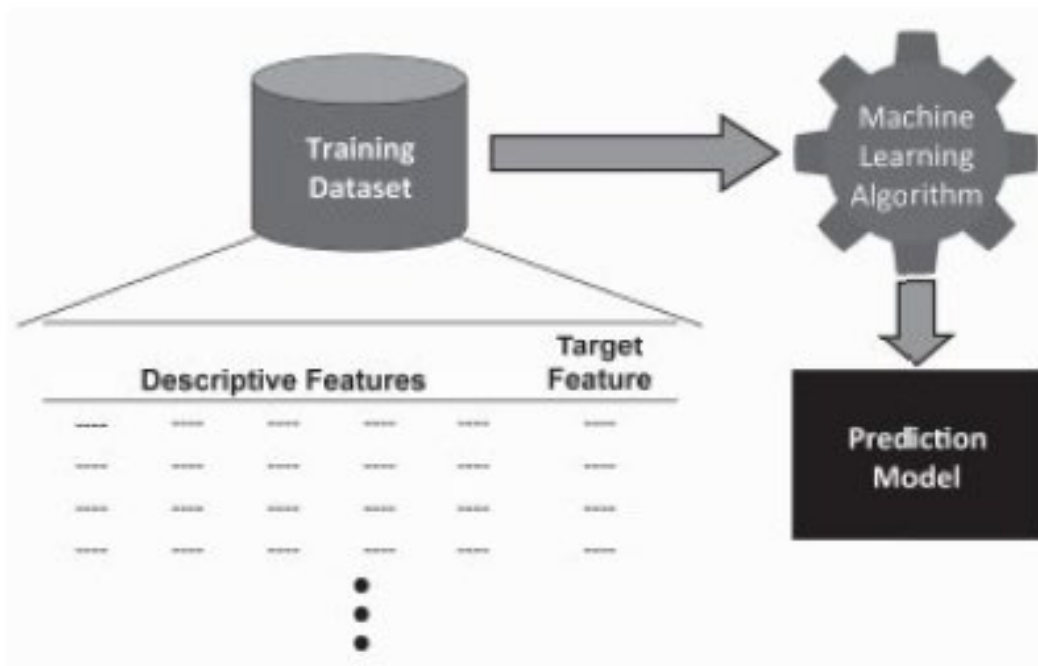 Training
Dataset
Machine
Learning
Algorithm
Target
Descriptive Features Feature
---- ---- ---- ---- ---- ----
---- ---- ---- ---- ---- ----
---- ---- ---- ---- ---- ----
---- ---- ---- ---- ---- ----
Prediction
Model